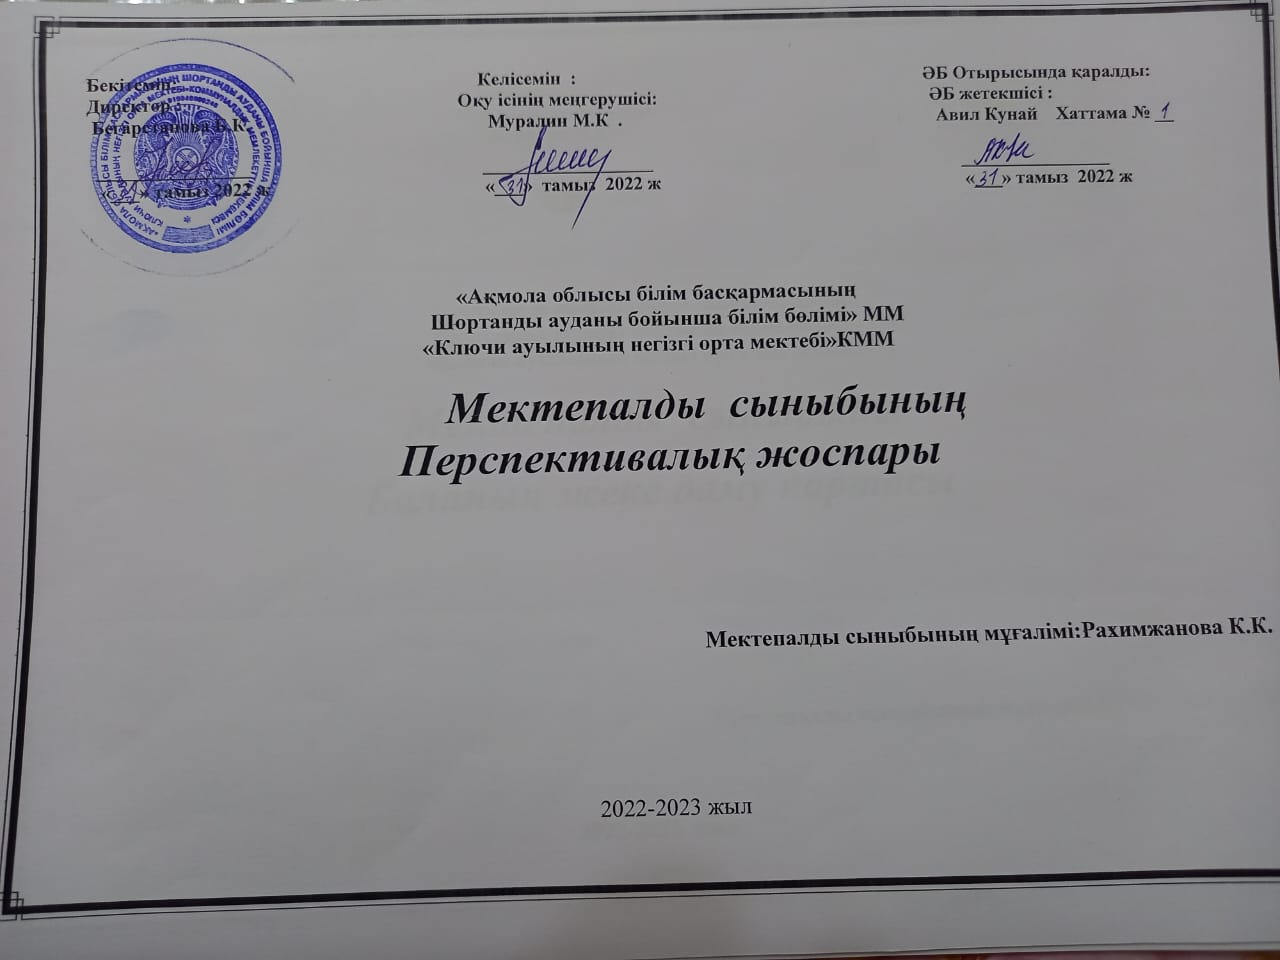 Бекітемін:
Директор :
Бегарстанова Б.К.
«31» тамыз 2022 ж
Келісемін :
Оқу ісінің меңгерушісі:
Муралин М.К .
«31» тамыз 2022 ж
ӘБ Отырысында қаралды:
ӘБ жетекшісі :
Авил Кунай Хаттама № 1
«31» тамыз 2022 ж
«Ақмола облысы білім басқармасының
Шортанды ауданы бойынша білім бөлімі» ММ
«Ключи ауылының негізгі орта мектебі»КММ
Мектепалды сыныбының
Перспективалық жоспары
Мектепалды сыныбының мұғалімі:Рахимжанова К.К.
2022-2023 жыл